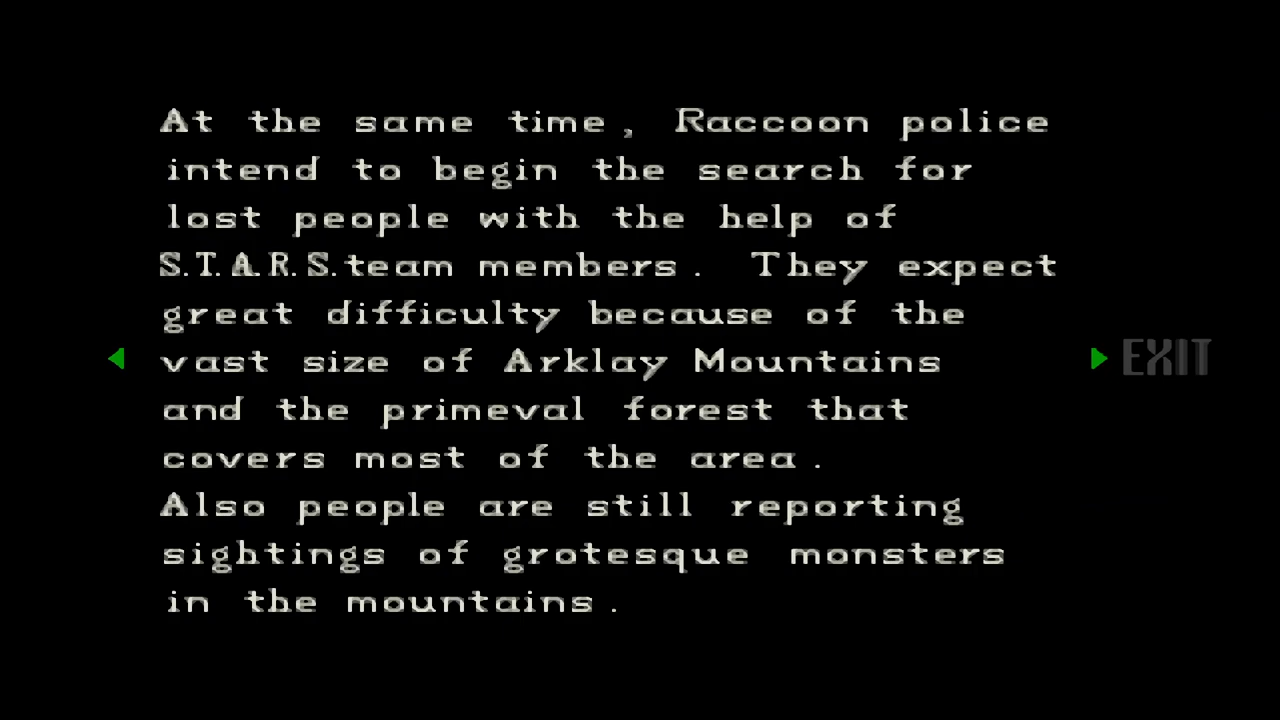 At the same time, Raccoon police
intend to begin the search for
lost people with the help of
S.T.A.R.S.team members. They expect
great difficulty because of the
vast size of Arklay Mountains
EXIT
and the primeval forest that
covers most of the area.
Also people are still reporting
sightings of grotesque monsters
in the mountains.